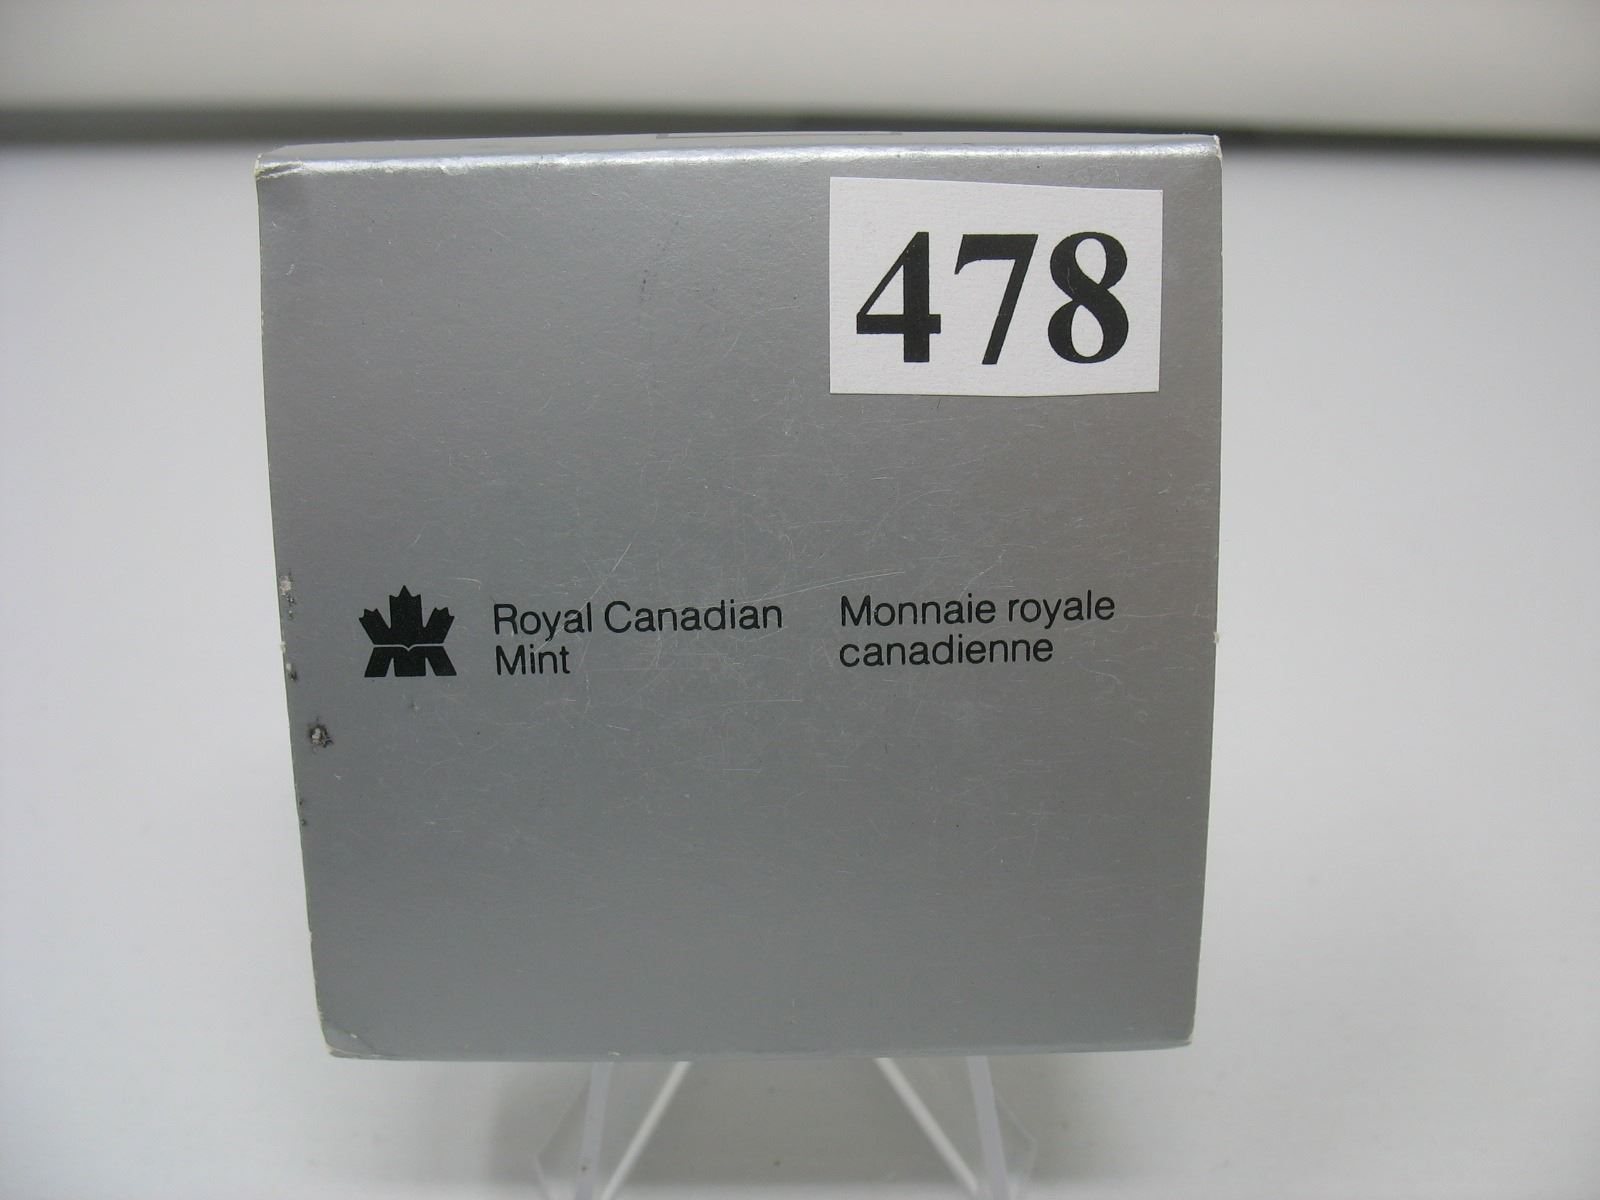 478
Royal Canadian
Mint
Monnaie royale
canadienne